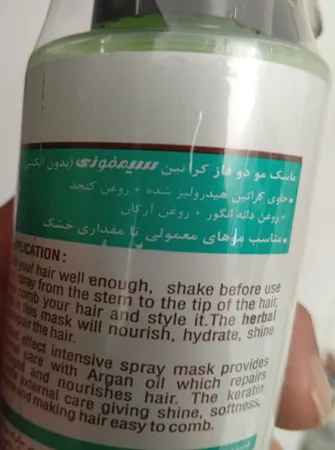 ماسک مو دو فاز کراتین سیمفونی (بدون آبکشی
• حاوی کراتین هیدرولیز شده + روغن کنجد
+ روغن دانه انگور + روغن آرگان
• مناسب موهای معمولی تا مقداری خشک
PLICATION :
your hair well enough, shake before use
spray from the stem to the tip of the hair,
comb your hair and style it.The herbal
this mask will nourish, hydrate, shine
repair the hair.
effect intensive spray mask provides
care with Argan oil which repairs
and nourishes hair. The keratin
external care giving shine, softness,
and making hair easy to comb.